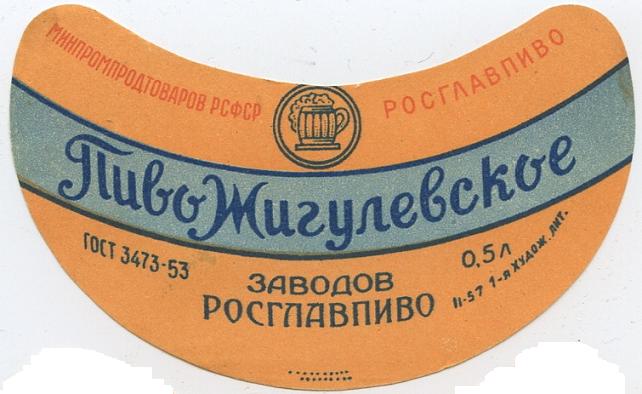 МИНПРОМПРОДТОВАРОВ РСФСР
РОСГЛАВПИВО
Пиво Жигулевское
ГОСТ 3473-53
0,5 л
ЗАВОДОВ
РОСГЛАВПИВО
II-57 1-я ХУДОЖ. ЛИТ.